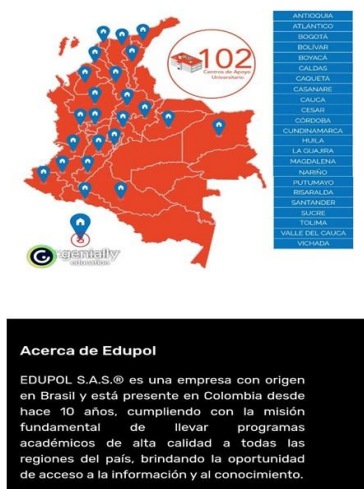 102
Centros de Apoyo
Universitario
ANTIOQUIA
ATLÁNTICO
BOGOTÁ
BOLÍVAR
BOYACÁ
CALDAS
CAQUETÁ
CASANARE
CAUCA
CESAR
CÓRDOBA
CUNDINAMARCA
HUILA
LA GUAJIRA
MAGDALENA
NARIÑO
PUTUMAYO
RISARALDA
SANTANDER
SUCRE
TOLIMA
VALLE DEL CAUCA
VICHADA
genially
education
Acerca de Edupol
EDUPOL S.A.S.® es una empresa con origen
en Brasil y está presente en Colombia desde
hace 10 años, cumpliendo con la misión
fundamental de llevar programas
académicos de alta calidad a todas las
regiones del país, brindando la oportunidad
de acceso a la información y al conocimiento.